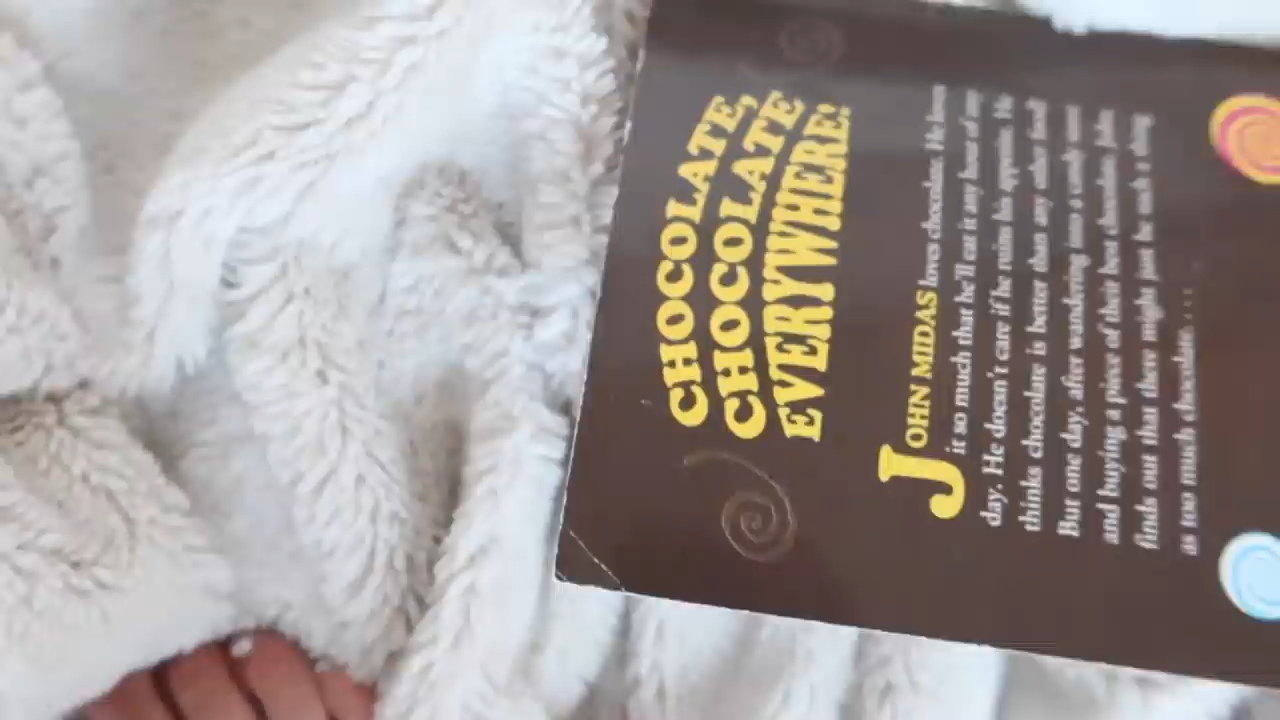 CHOCOLATE,
CHOCOLATE
EVERYWHERE!
JOHN MIDAS loves chocolate. He loves
it so much that he'll eat it any hour of any
day. He doesn't care if he ruins his appetite. He
thinks chocolate is better than any other food
But one day, after wandering into a candy store
and buying a piece of their best chocolate, John
finds out that there might just be such a thing
as too much chocolate. . . .